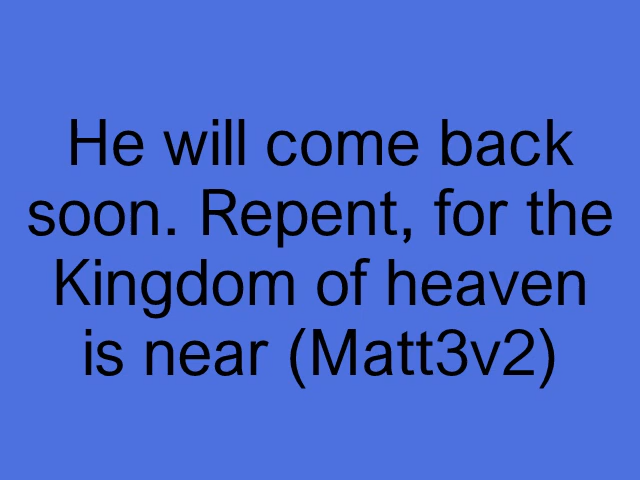 He will come back
soon. Repent, for the
Kingdom of heaven
is near (Matt3v2)